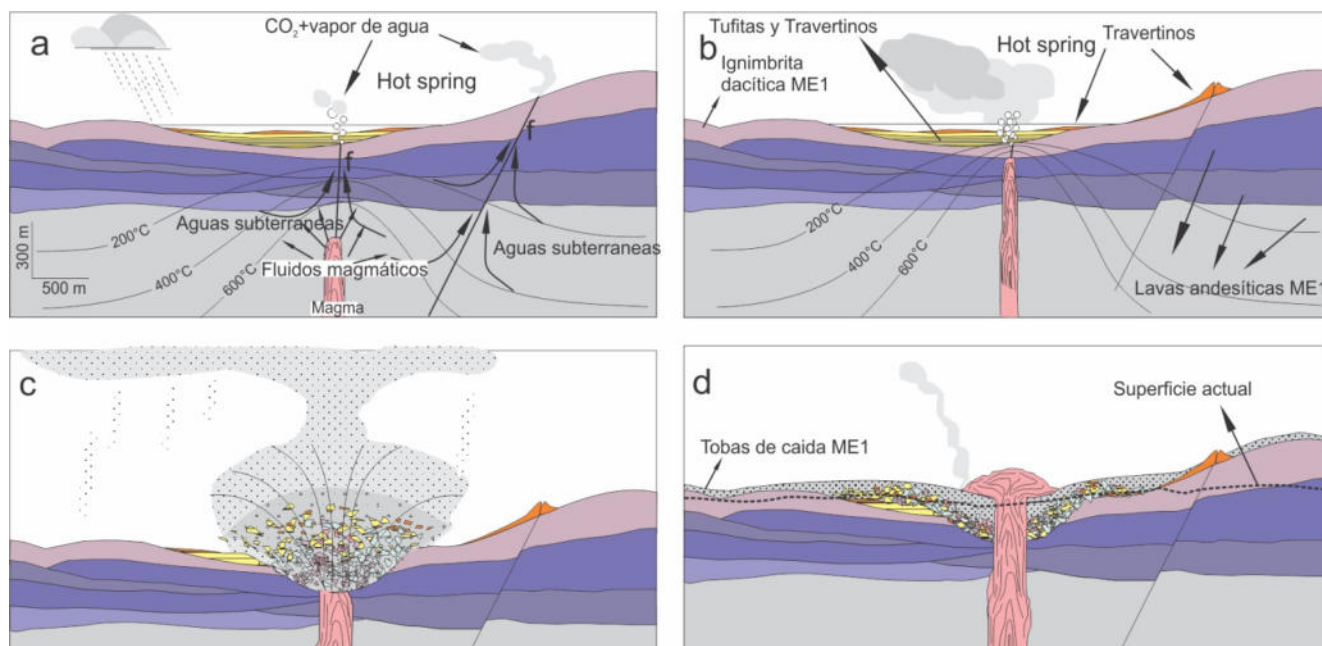 a
CO₂+vapor de agua
Hot spring
f
f
Aguas subterraneas
Aguas subterraneas
200°C
400°C
600°C
Fluidos magmáticos
Magma
300 m
500 m
b
Tufitas y Travertinos
Hot spring
Travertinos
Ignimbrita
dacítica ME1
200°C
400°C
600°C
Lavas andesíticas ME1
c
d
Superficie actual
Tobas de caida ME1